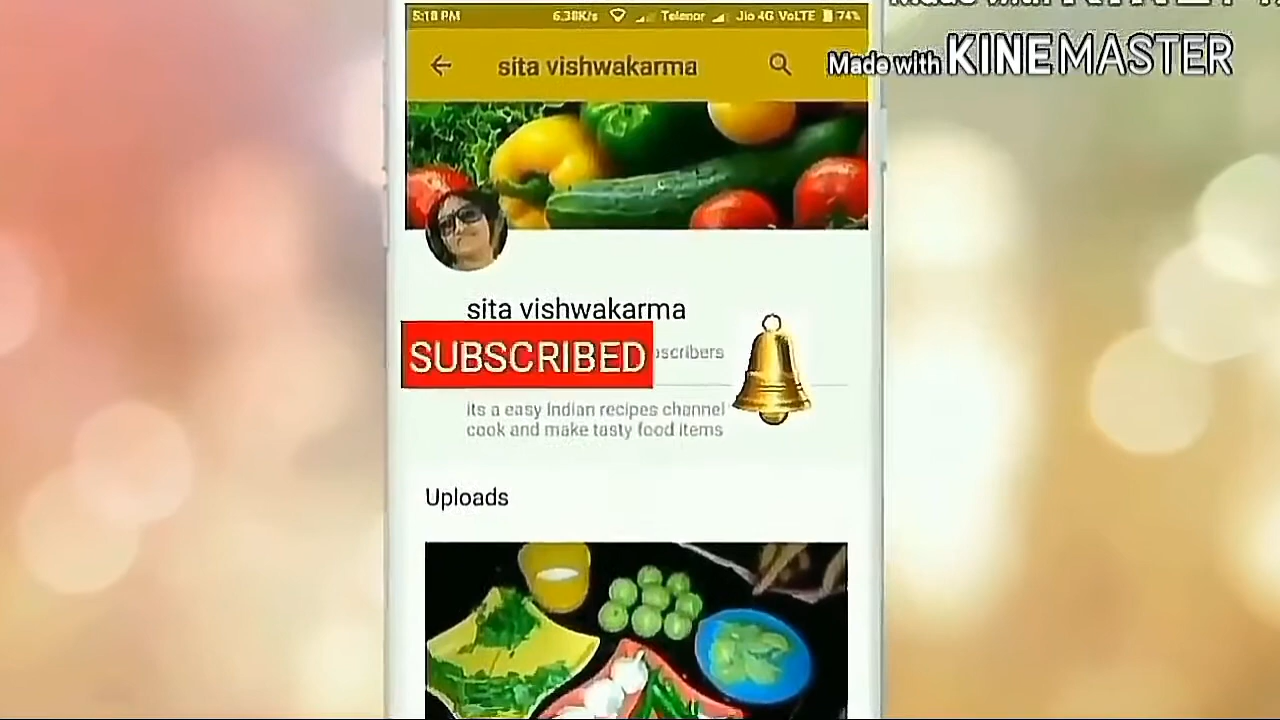 5:18 PM 6.38K/s Telenor Jio 4G VoLTE 74%
Made with KINEMASTER
sita vishwakarma
sita vishwakarma
SUBSCRIBED
Its a easy Indian recipes channel
cook and make tasty food items
Uploads